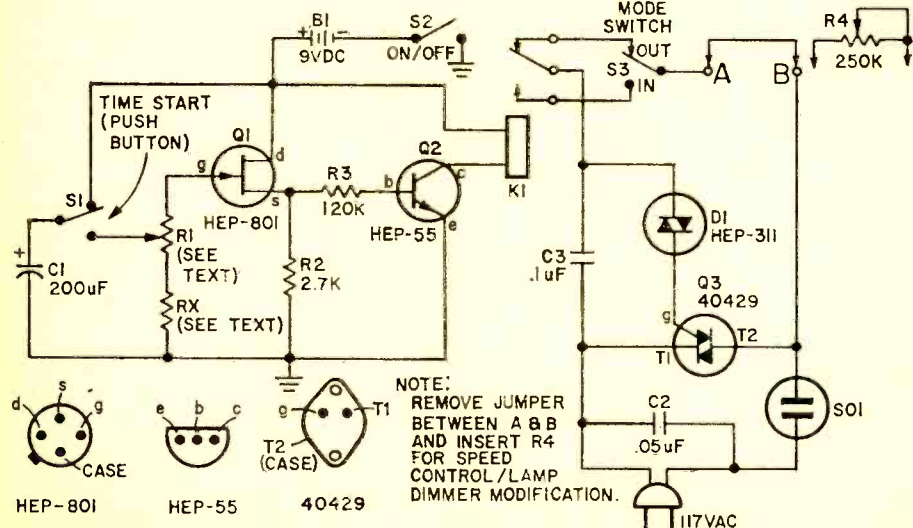 B1
+ -
9VDC
S2
ON/OFF
MODE
SWITCH
OUT
S3
IN
A
B
R4
250K
TIME START
(PUSH
BUTTON)
Q1
g
d
s
HEP-801
R3
120K
Q2
b
c
e
HEP-55
K1
S1
+
C1
200uF
R1
(SEE
TEXT)
RX
(SEE TEXT)
R2
2.7K
C3
.1uF
D1
HEP-311
Q3
40429
g
T1
T2
C2
.05uF
SO1
117VAC
NOTE:
REMOVE JUMPER
BETWEEN A & B
AND INSERT R4
FOR SPEED
CONTROL/LAMP
DIMMER MODIFICATION.
s
d
g
CASE
HEP-801
e
b
c
HEP-55
g
T1
T2
(CASE)
40429